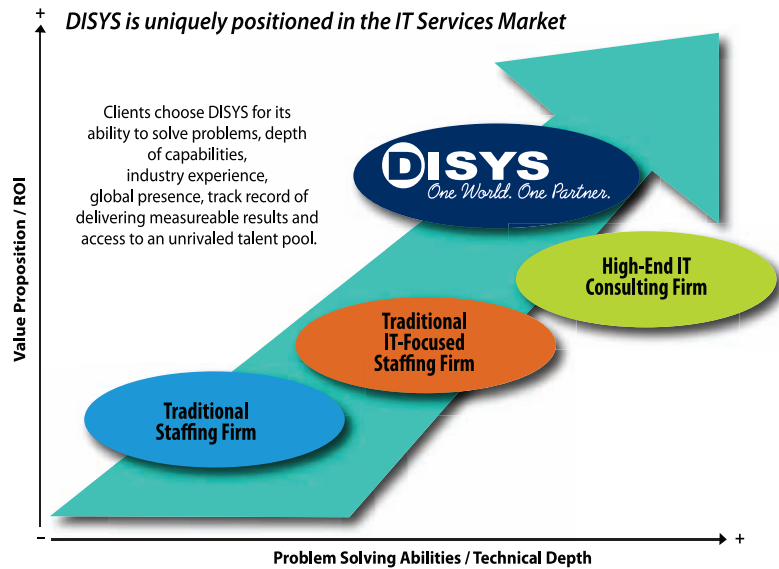 +
DISYS is uniquely positioned in the IT Services Market
Clients choose DISYS for its
ability to solve problems, depth
of capabilities,
industry experience,
global presence, track record of
delivering measureable results and
access to an unrivaled talent pool.
DISYS
One World. One Partner.
High-End IT
Consulting Firm
Traditional
IT-Focused
Staffing Firm
Traditional
Staffing Firm
Value Proposition / ROI
–
+
Problem Solving Abilities / Technical Depth